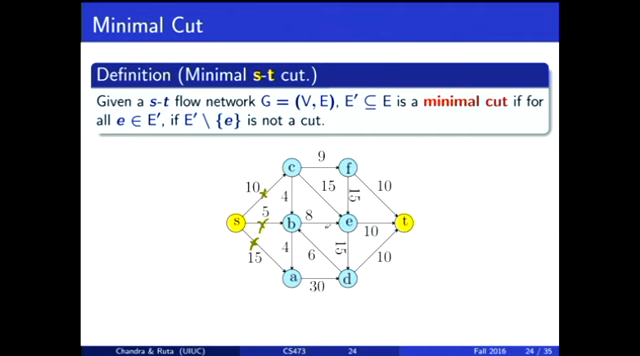 Minimal Cut
Definition (Minimal s-t cut.)
Given a s-t flow network G = (V, E), E′ ⊆ E is a minimal cut if for
all e ∈ E′, if E′ \ {e} is not a cut.
9
c f
10 15 10
4 15
5 8
s b e t
10
4 6 15
15 10
a d
30
Chandra & Ruta (UIUC) CS473 24 Fall 2016 24 / 35